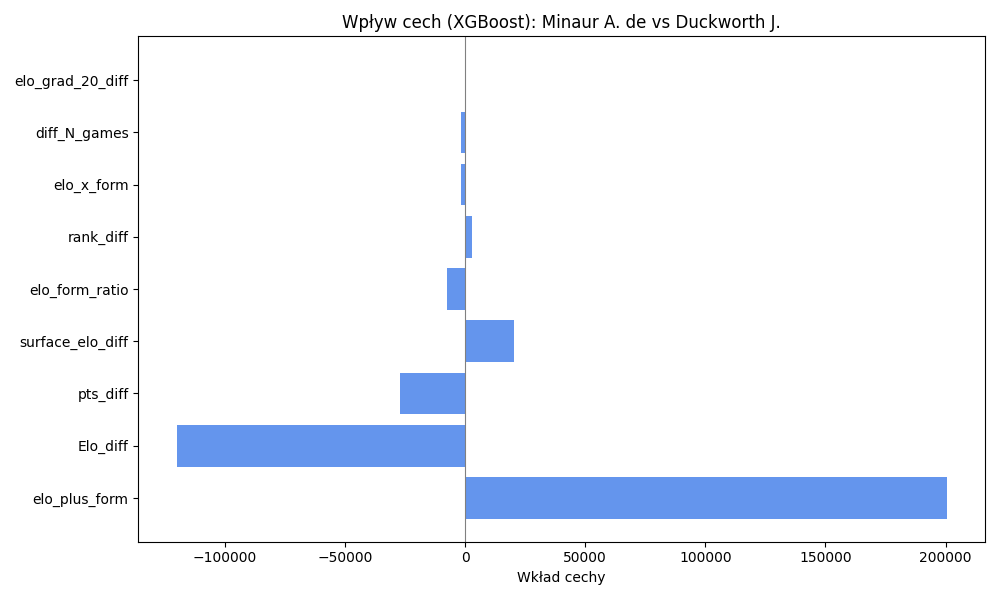 Wpływ cech (XGBoost): Minaur A. de vs Duckworth J.
elo_grad_20_diff
diff_N_games
elo_x_form
rank_diff
elo_form_ratio
surface_elo_diff
pts_diff
Elo_diff
elo_plus_form
−100000 −50000 0 50000 100000 150000 200000
Wkład cechy